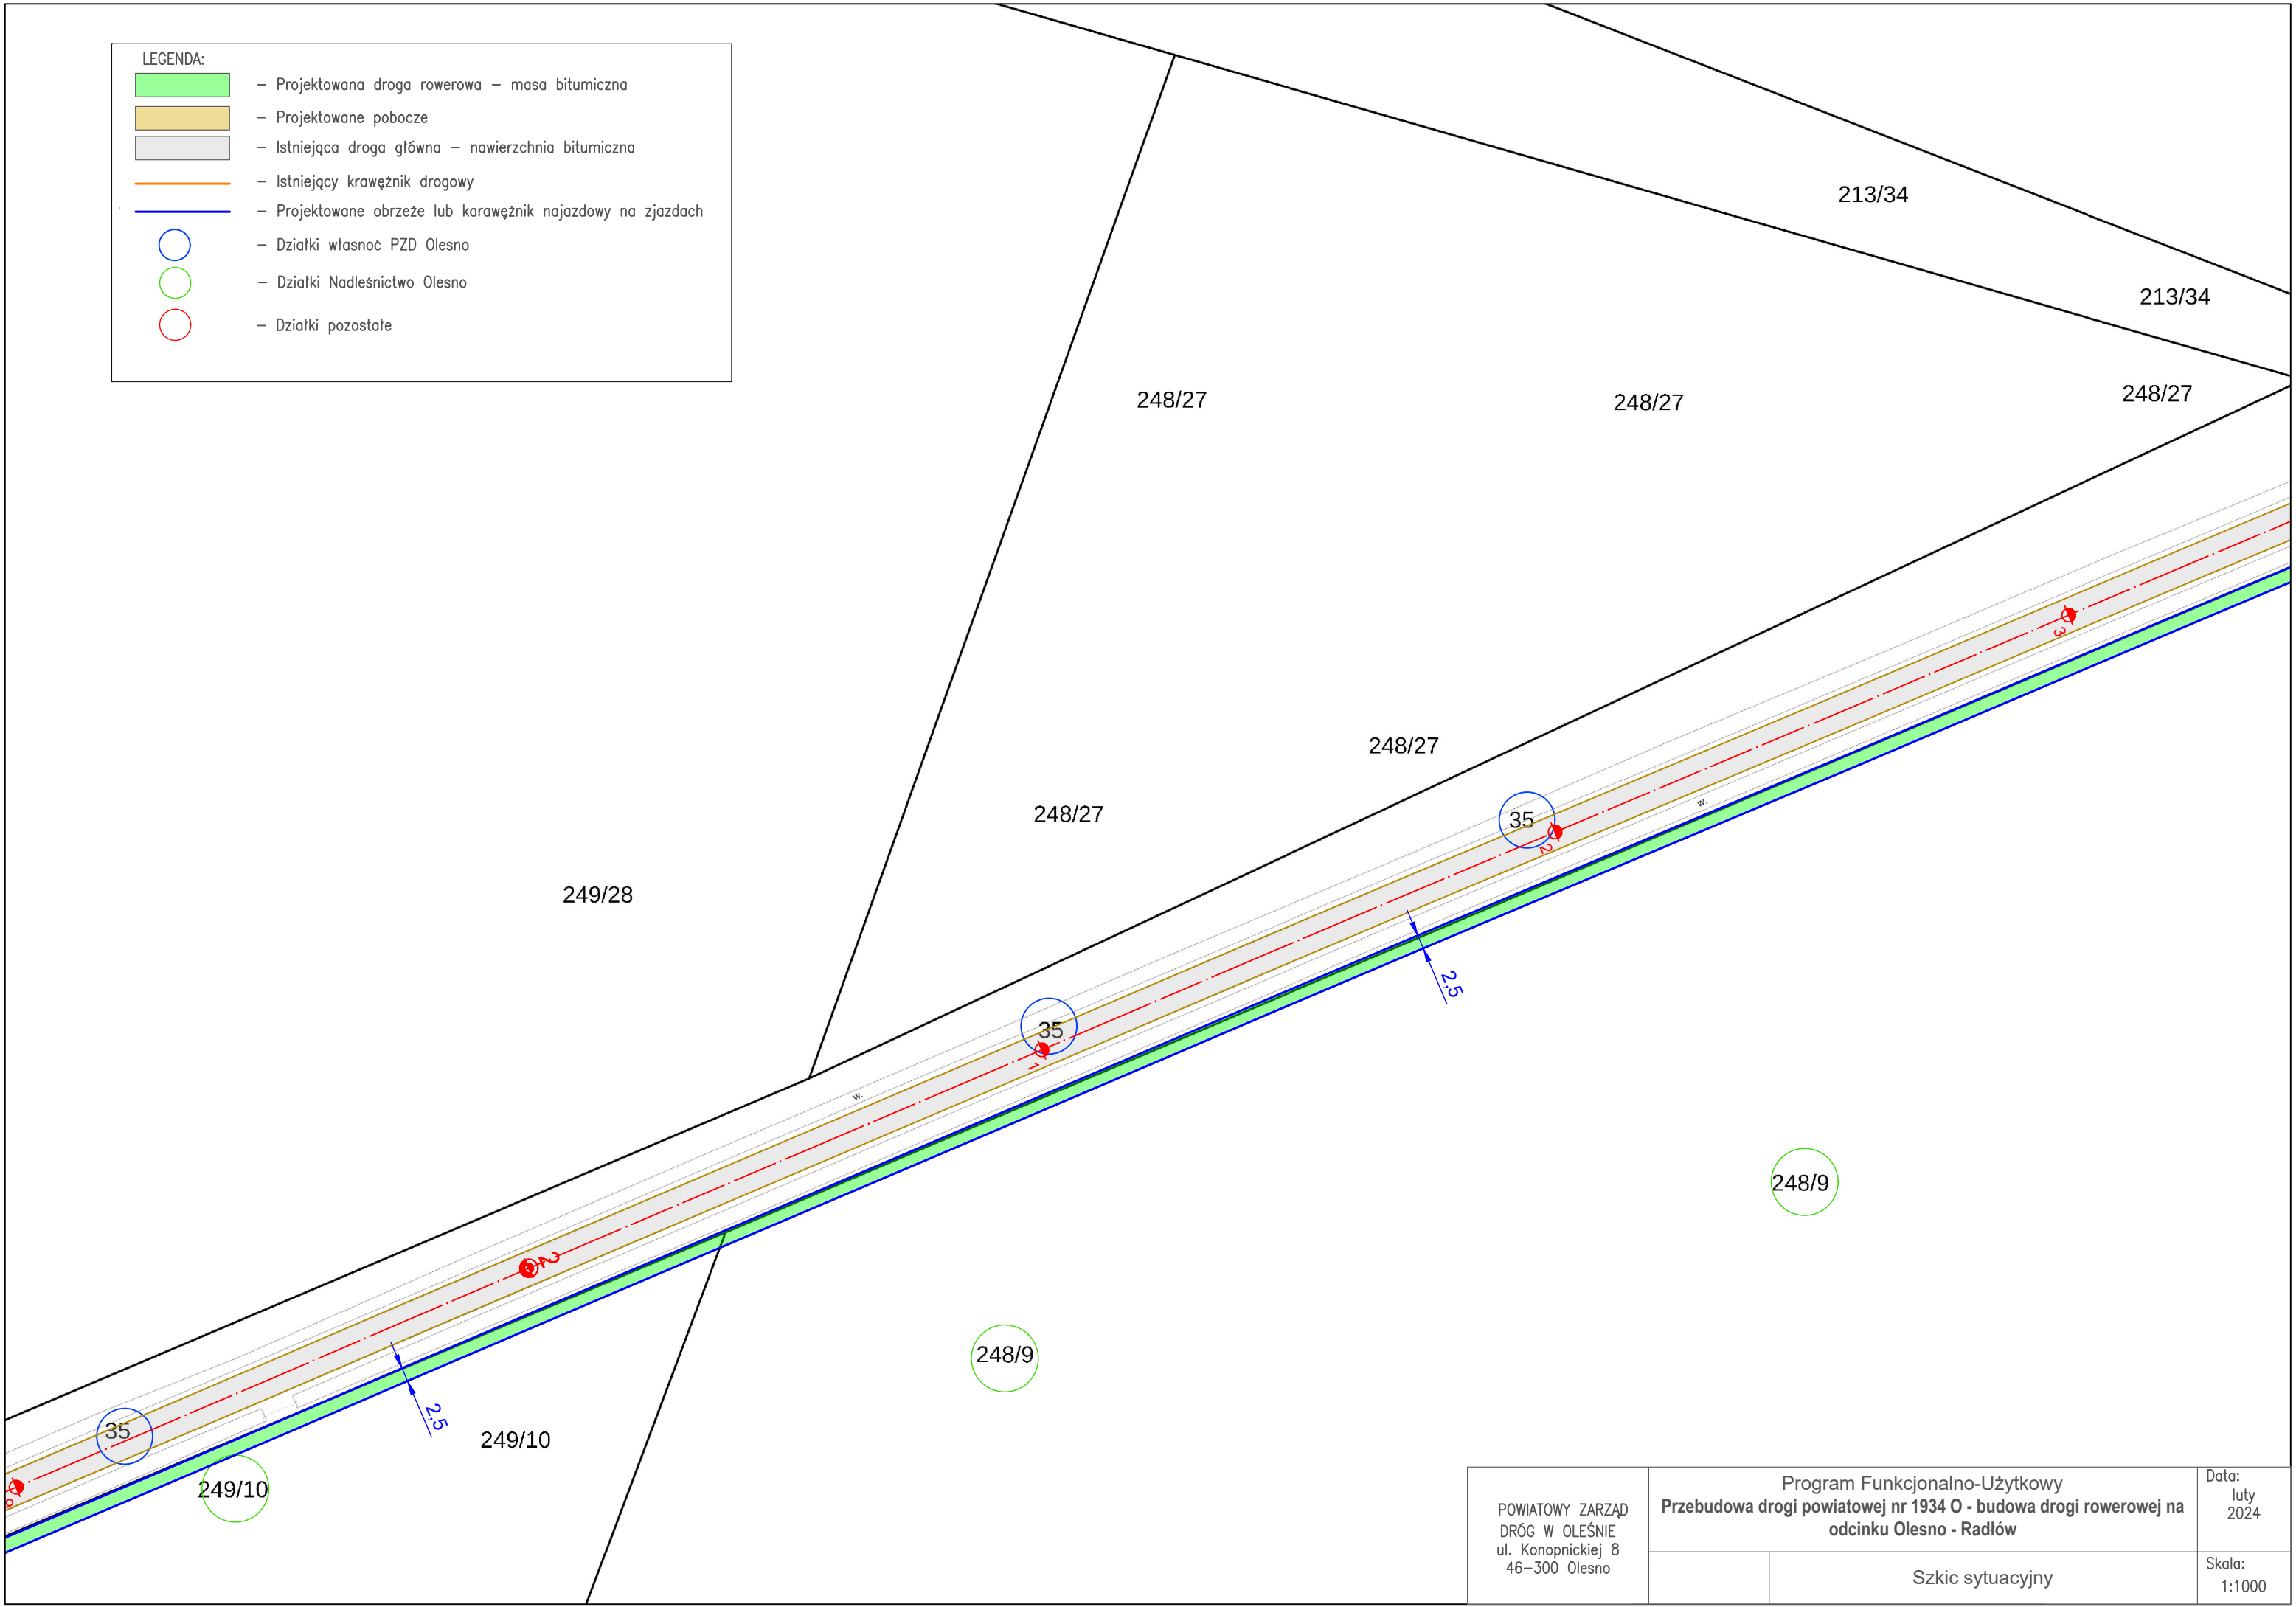 LEGENDA:
– Projektowana droga rowerowa – masa bitumiczna
– Projektowane pobocze
– Istniejąca droga główna – nawierzchnia bitumiczna
– Istniejący krawężnik drogowy
– Projektowane obrzeże lub karawężnik najazdowy na zjazdach
– Działki własnoć PZD Olesno
– Działki Nadleśnictwo Olesno
– Działki pozostałe
213/34
213/34
248/27
248/27
248/27
248/27
248/27
249/28
3
35
2
w.
2,5
35
1
w.
2
248/9
248/9
2,5
35
249/10
249/10
9
POWIATOWY ZARZĄD
DRÓG W OLEŚNIE
ul. Konopnickiej 8
46–300 Olesno
Program Funkcjonalno-Użytkowy
Przebudowa drogi powiatowej nr 1934 O - budowa drogi rowerowej na
odcinku Olesno - Radłów
Szkic sytuacyjny
Data:
luty
2024
Skala:
1:1000